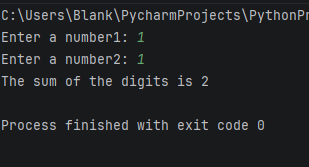 C:\Users\Blank\PycharmProjects\PythonPr
Enter a number1: 1
Enter a number2: 1
The sum of the digits is 2
Process finished with exit code 0